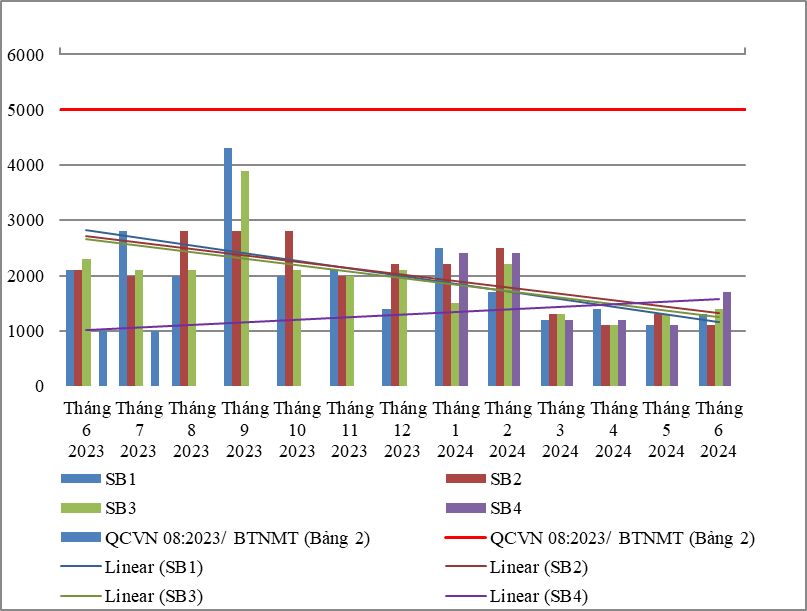 6000
5000
4000
3000
2000
1000
0
Tháng Tháng Tháng Tháng Tháng Tháng Tháng Tháng Tháng Tháng Tháng Tháng Tháng
6 7 8 9 10 11 12 1 2 3 4 5 6
2023 2023 2023 2023 2023 2023 2023 2024 2024 2024 2024 2024 2024
SB1 SB2
SB3 SB4
QCVN 08:2023/ BTNMT (Bảng 2) QCVN 08:2023/ BTNMT (Bảng 2)
Linear (SB1) Linear (SB2)
Linear (SB3) Linear (SB4)